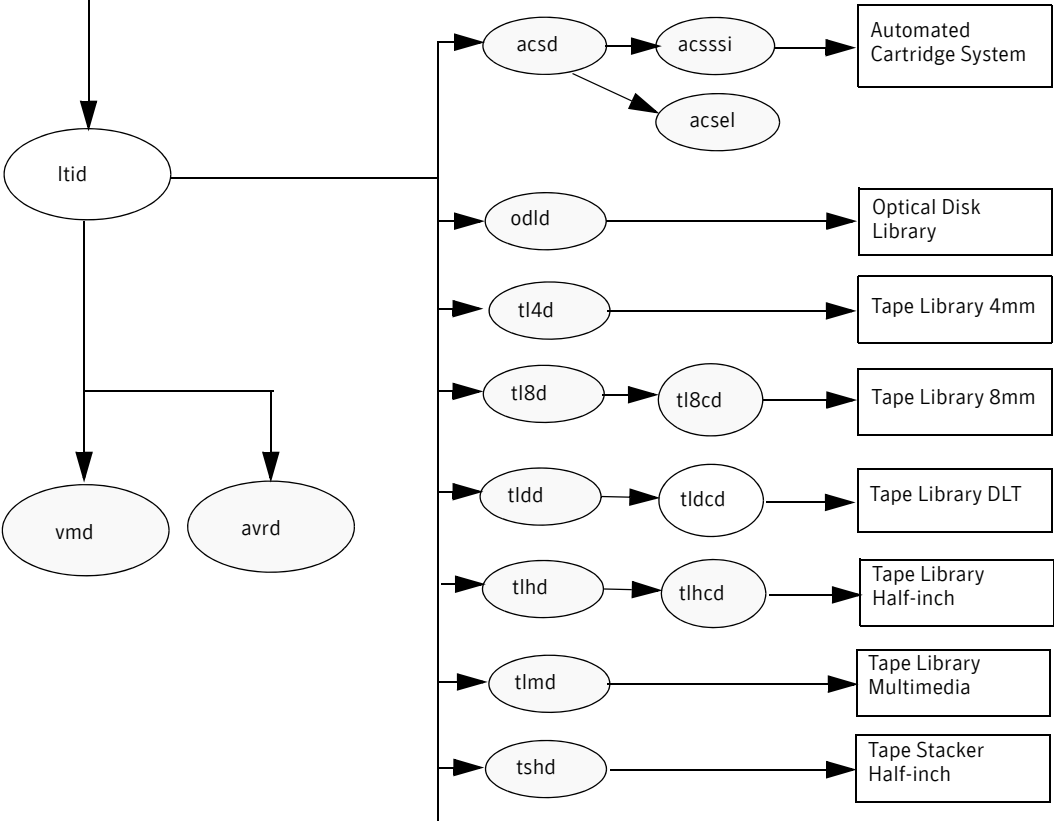 acsd
acsssi
Automated
Cartridge System
acsel
ltid
odld
Optical Disk
Library
tl4d
Tape Library 4mm
tl8d
tl8cd
Tape Library 8mm
tldd
tldcd
Tape Library DLT
vmd
avrd
tlhd
tlhcd
Tape Library
Half-inch
tlmd
Tape Library
Multimedia
tshd
Tape Stacker
Half-inch